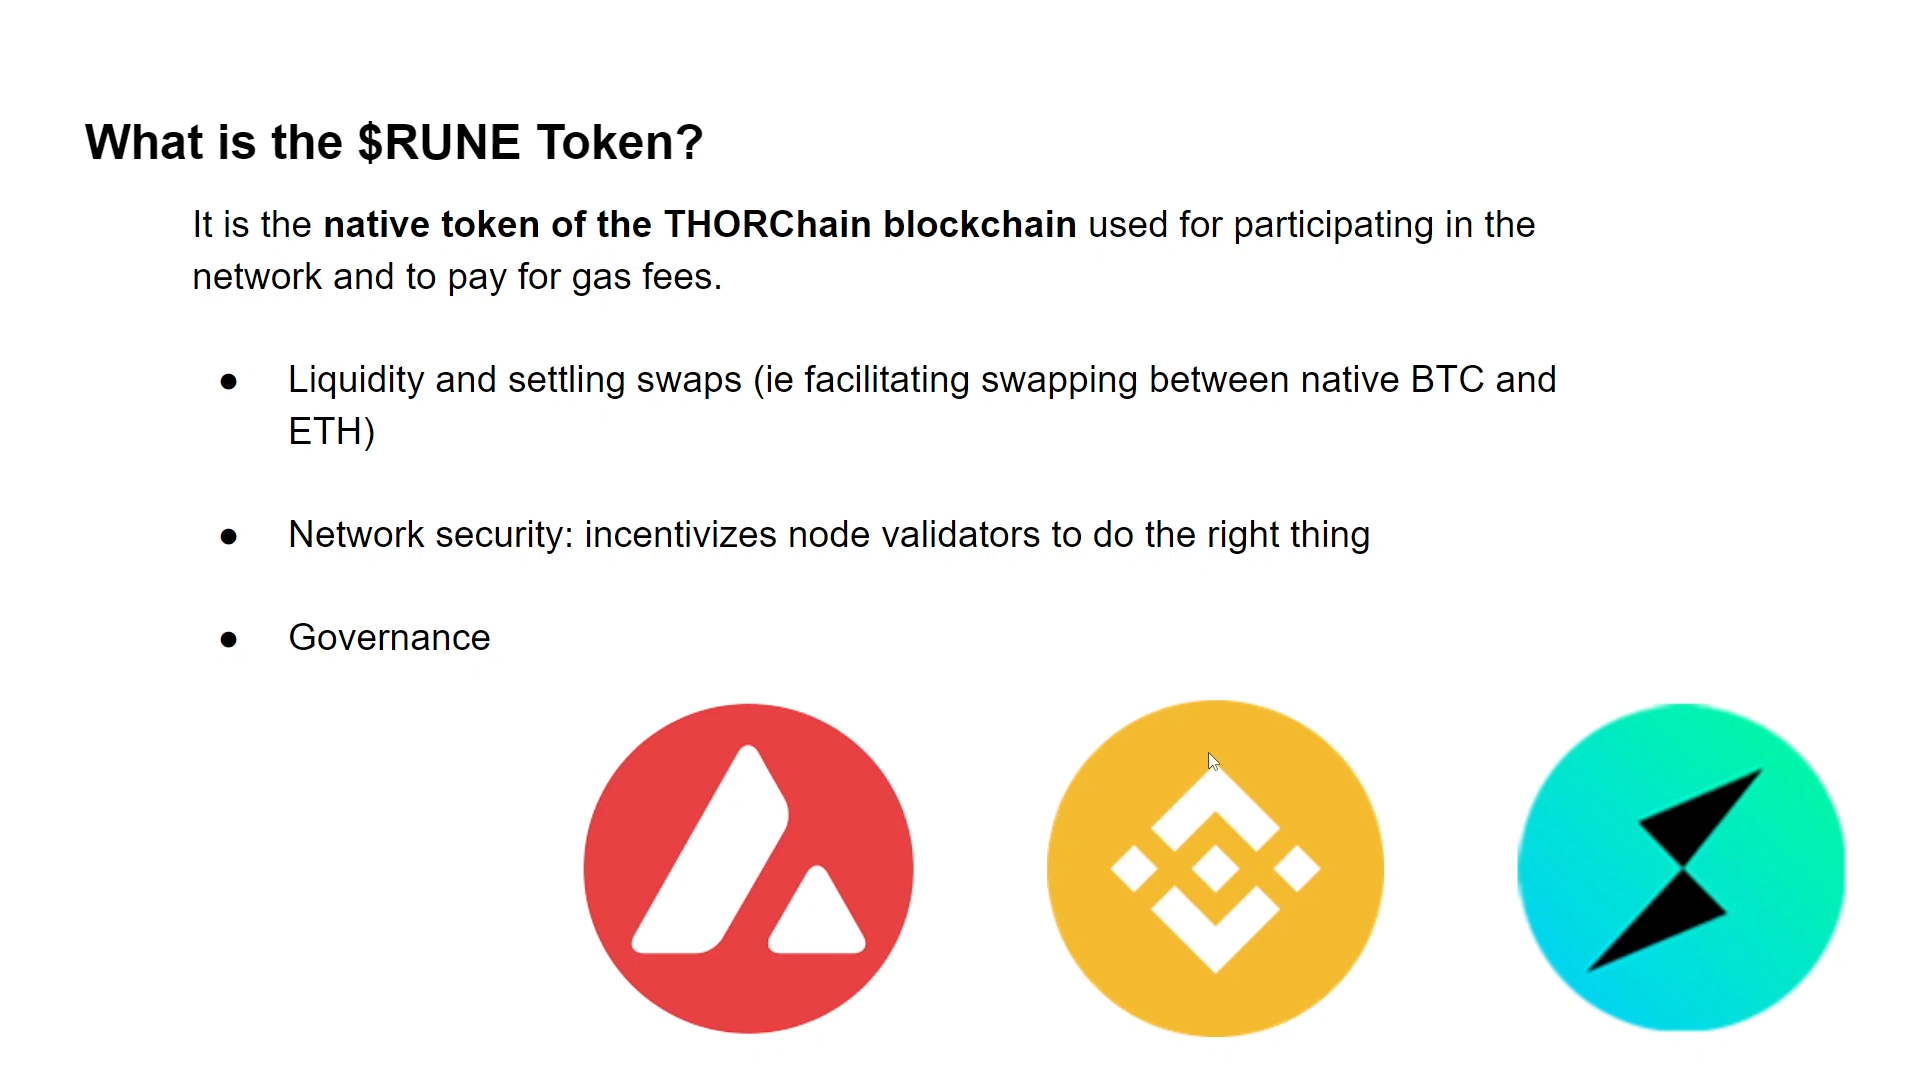 What is the $RUNE Token?
It is the native token of the THORChain blockchain used for participating in the
network and to pay for gas fees.
● Liquidity and settling swaps (ie facilitating swapping between native BTC and
ETH)
● Network security: incentivizes node validators to do the right thing
● Governance